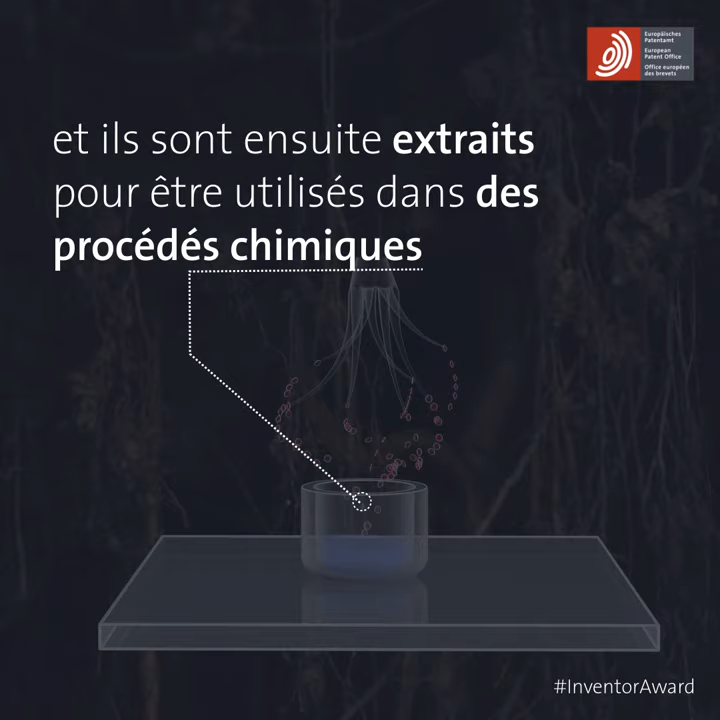 Europäisches
Patentamt
European
Patent Office
Office européen
des brevets
et ils sont ensuite extraits
pour être utilisés dans des
procédés chimiques
#InventorAward